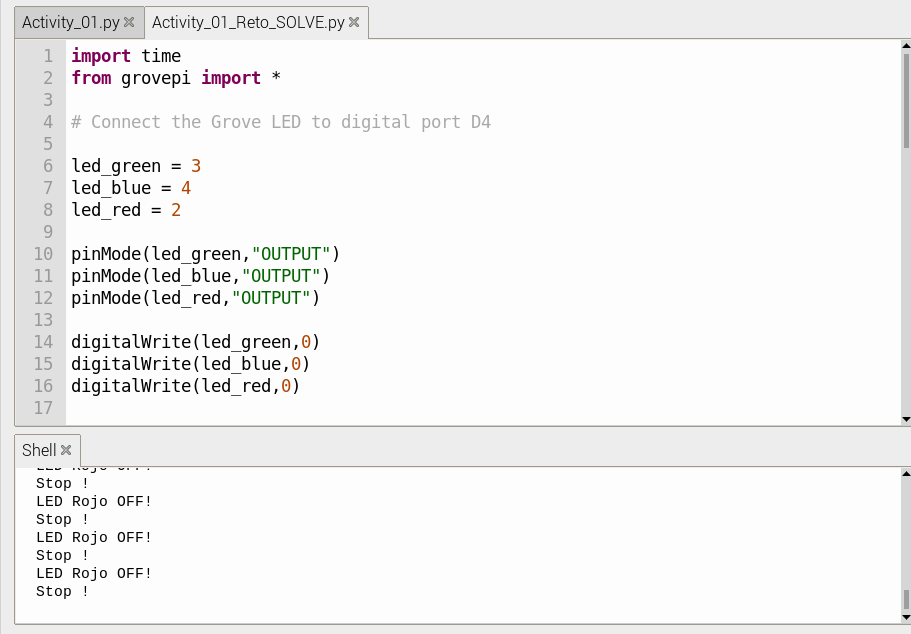 Activity_01.py Activity_01_Reto_SOLVE.py
1 import time
2 from grovepi import *
3
4 # Connect the Grove LED to digital port D4
5
6 led_green = 3
7 led_blue = 4
8 led_red = 2
9
10 pinMode(led_green,"OUTPUT")
11 pinMode(led_blue,"OUTPUT")
12 pinMode(led_red,"OUTPUT")
13
14 digitalWrite(led_green,0)
15 digitalWrite(led_blue,0)
16 digitalWrite(led_red,0)
17
Shell
LED Rojo OFF!
Stop !
LED Rojo OFF!
Stop !
LED Rojo OFF!
Stop !
LED Rojo OFF!
Stop !